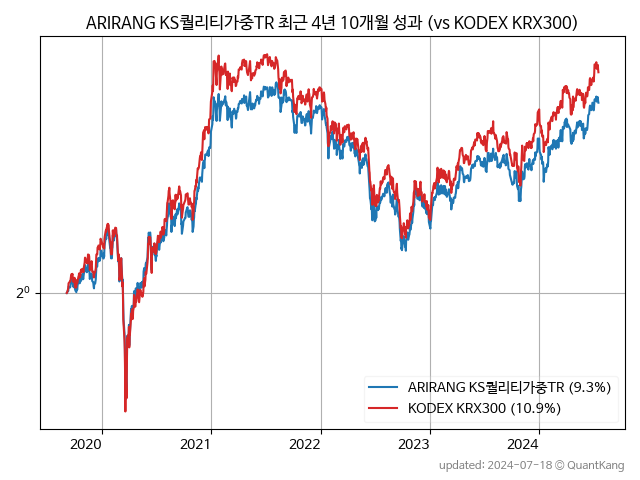 ARIRANG KS퀄리티가중TR 최근 4년 10개월 성과 (vs KODEX KRX300)
2⁰
ARIRANG KS퀄리티가중TR (9.3%)
KODEX KRX300 (10.9%)
2020 2021 2022 2023 2024
updated: 2024-07-18 © QuantKang